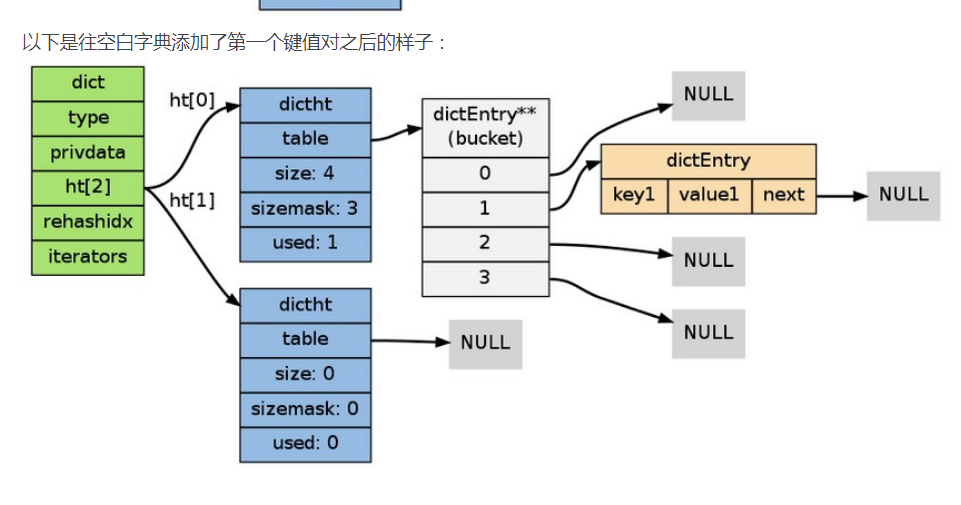 以下是往空白字典添加了第一个键值对之后的样子：
dict
type
privdata
ht[2]
rehashidx
iterators
ht[0]
ht[1]
dictht
table
size: 4
sizemask: 3
used: 1
dictht
table
size: 0
sizemask: 0
used: 0
dictEntry**
(bucket)
0
1
2
3
NULL
dictEntry
key1 value1 next
NULL
NULL
NULL
NULL